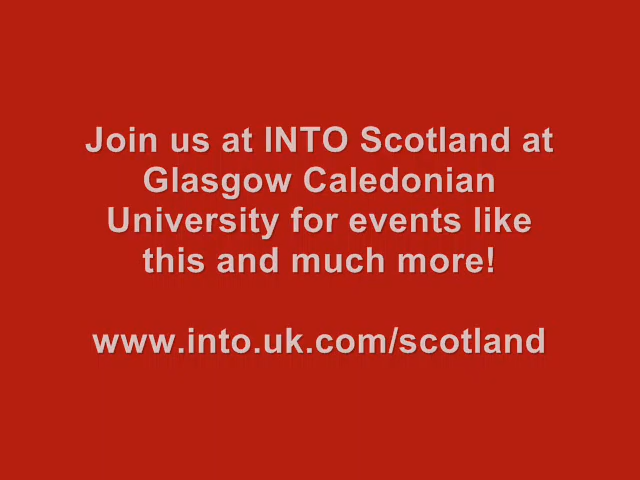 Join us at INTO Scotland at
Glasgow Caledonian
University for events like
this and much more!
www.into.uk.com/scotland